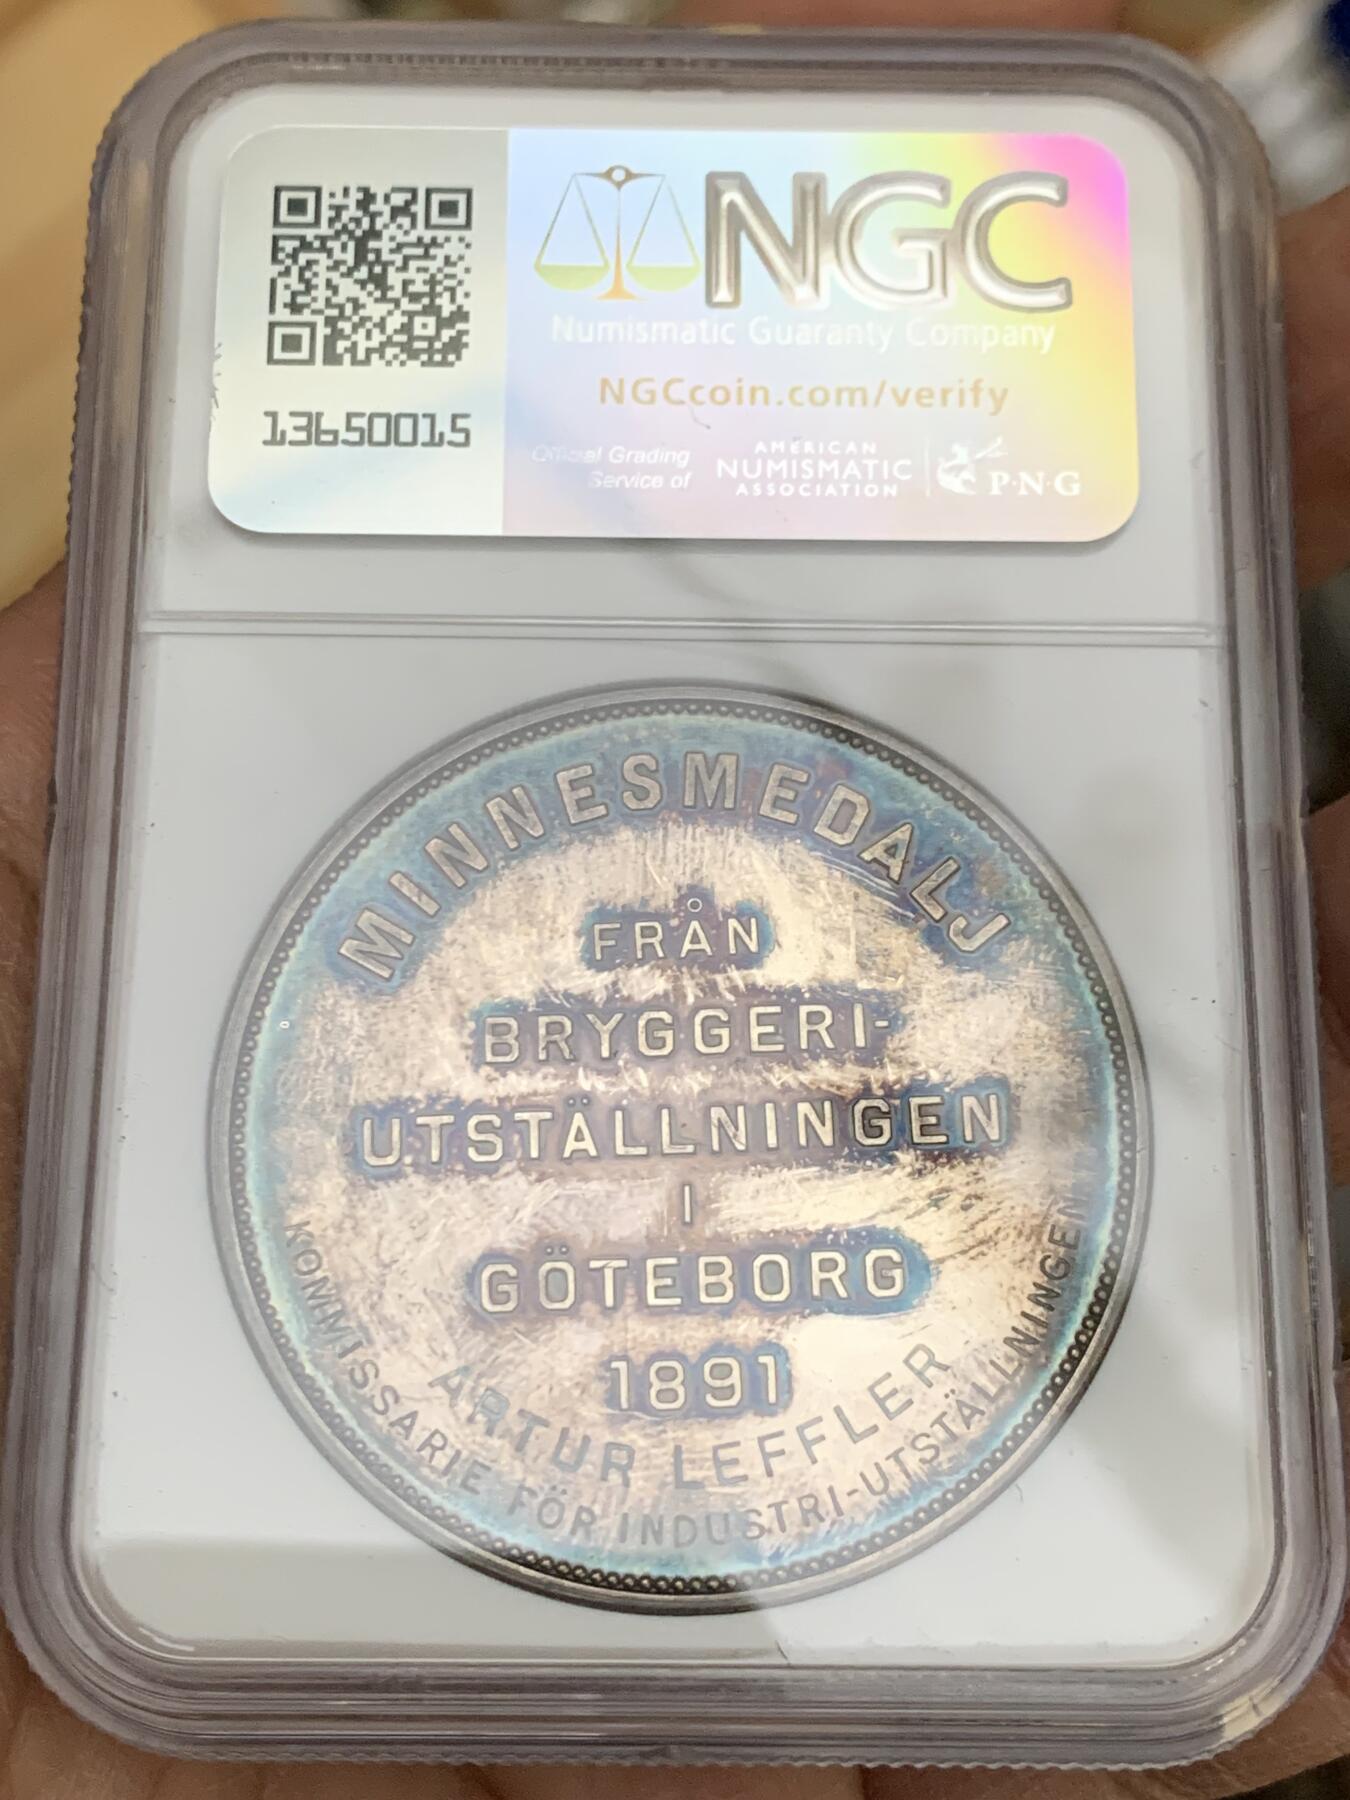 NGC
Numismatic Guaranty Company
NGCcoin.com/verify
13650015
Official Grading
Service of
AMERICAN
NUMISMATIC
ASSOCIATION
P·N·G
MINNESMEDALJ
FRÅN
BRYGGERI-
UTSTÄLLNINGEN
I
GÖTEBORG
1891
ARTUR LEFFLER
KOMMISSARIE FÖR INDUSTRI-UTSTÄLLNINGEN